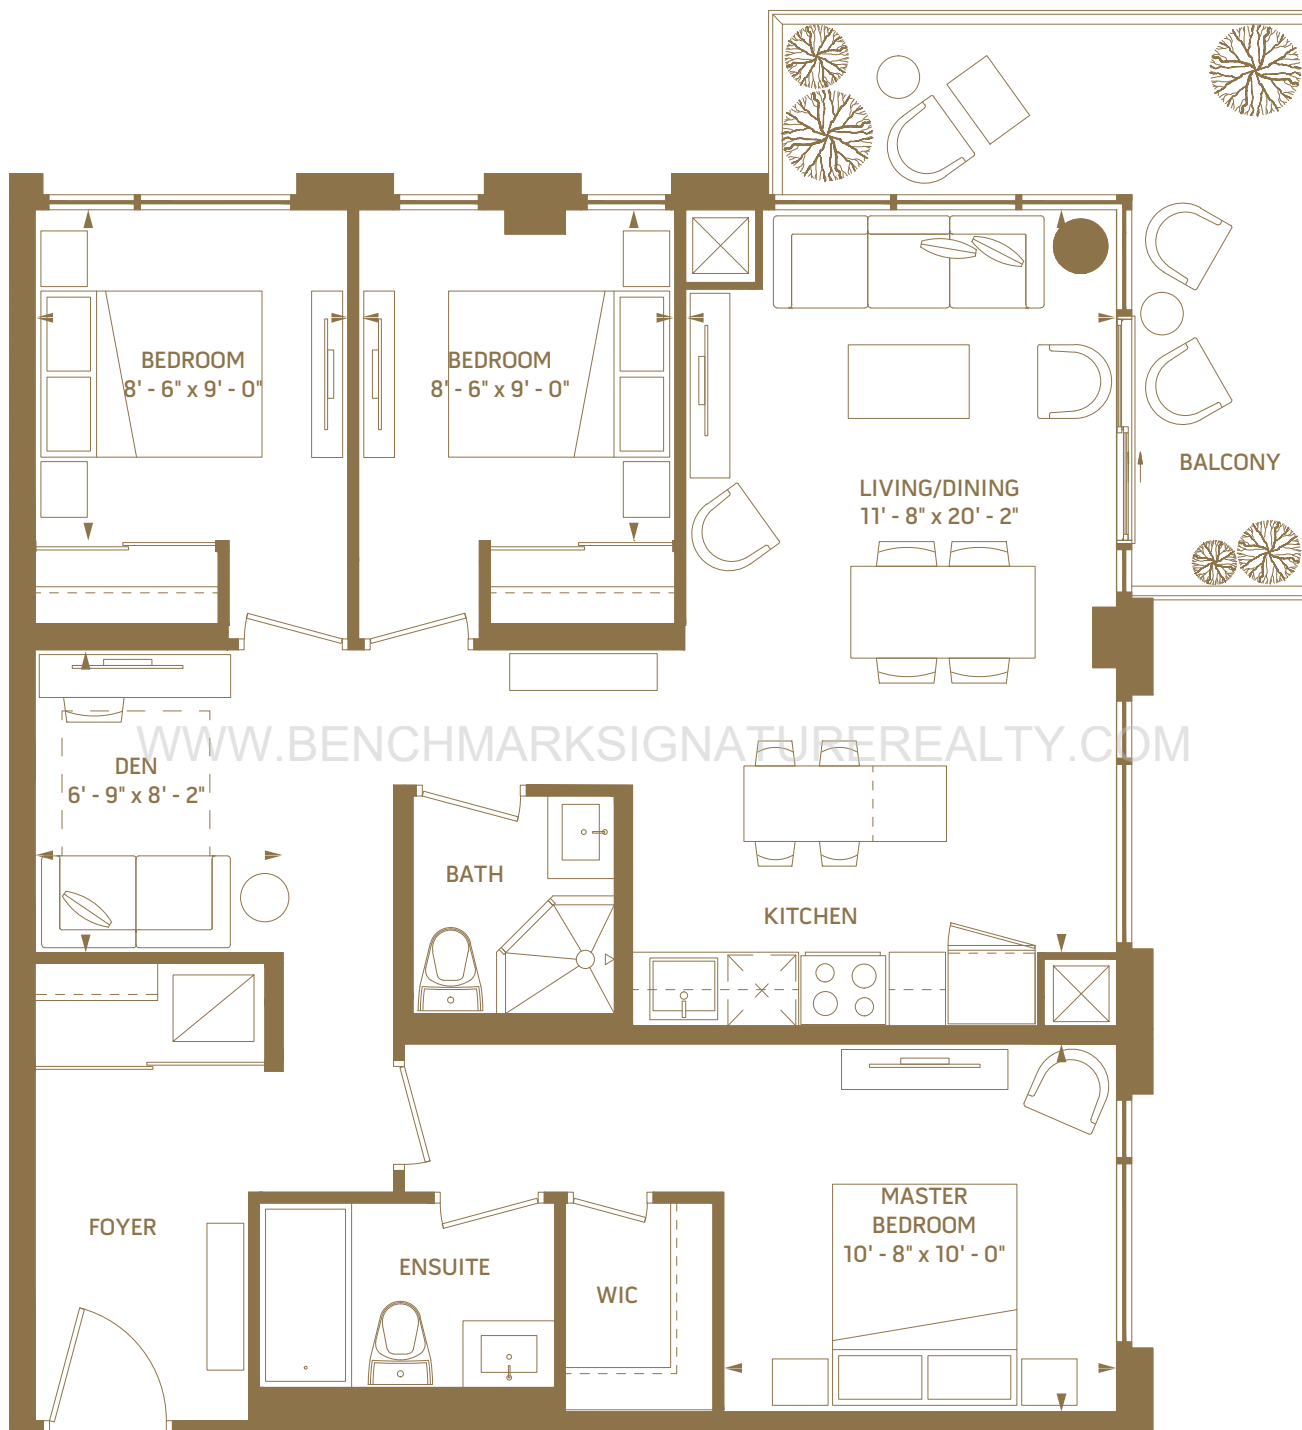 BEDROOM
8' - 6" x 9' - 0"
BEDROOM
8' - 6" x 9' - 0"
LIVING/DINING
11' - 8" x 20' - 2"
BALCONY
WWW.BENCHMARKSIGNATUREREALTY.COM
DEN
6' - 9" x 8' - 2"
BATH
KITCHEN
FOYER
ENSUITE
WIC
MASTER
BEDROOM
10' - 8" x 10' - 0"